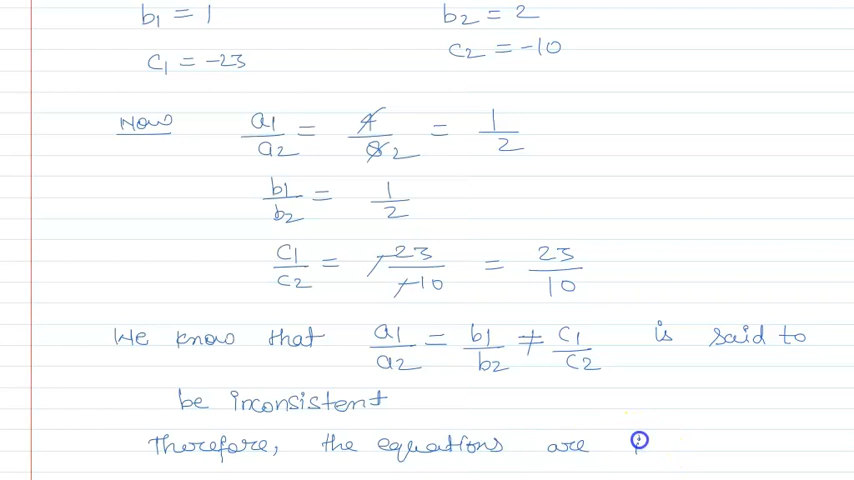 b1 = 1 b2 = 2
c1 = -23 c2 = -10
Now a1/a2 = 4/8 2 = 1/2
b1/b2 = 1/2
c1/c2 = -23/-10 = 23/10
We know that a1/a2 = b1/b2 ≠ c1/c2 is said to
be inconsistent
Therefore, the equations are